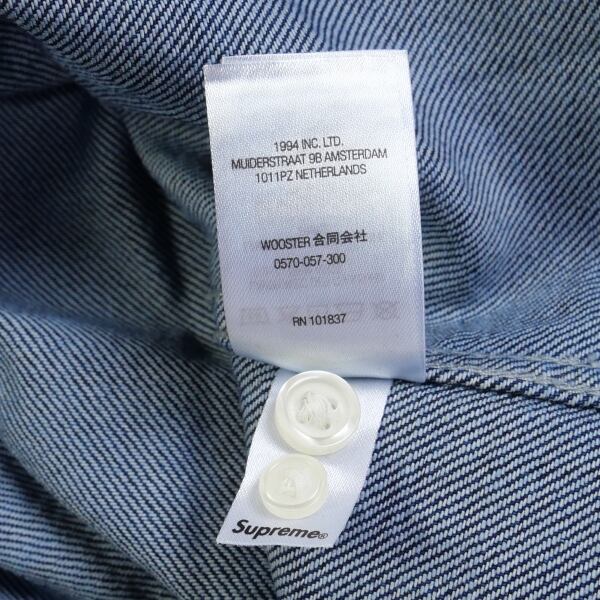 1994 INC. LTD.
MUIDERSTRAAT 9B AMSTERDAM
1011PZ NETHERLANDS
WOOSTER 合同会社
0570-057-300
RN 101837
Supreme®